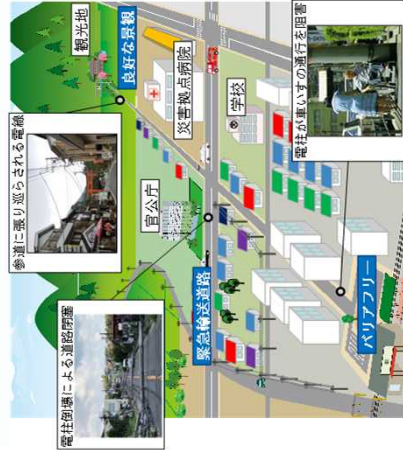 参道に張り巡らされる電線
観光地
良好な景観
災害拠点病院
官公庁
学校
電柱倒壊による道路閉塞
緊急輸送道路
バリアフリー
電柱が車いすの通行を阻害